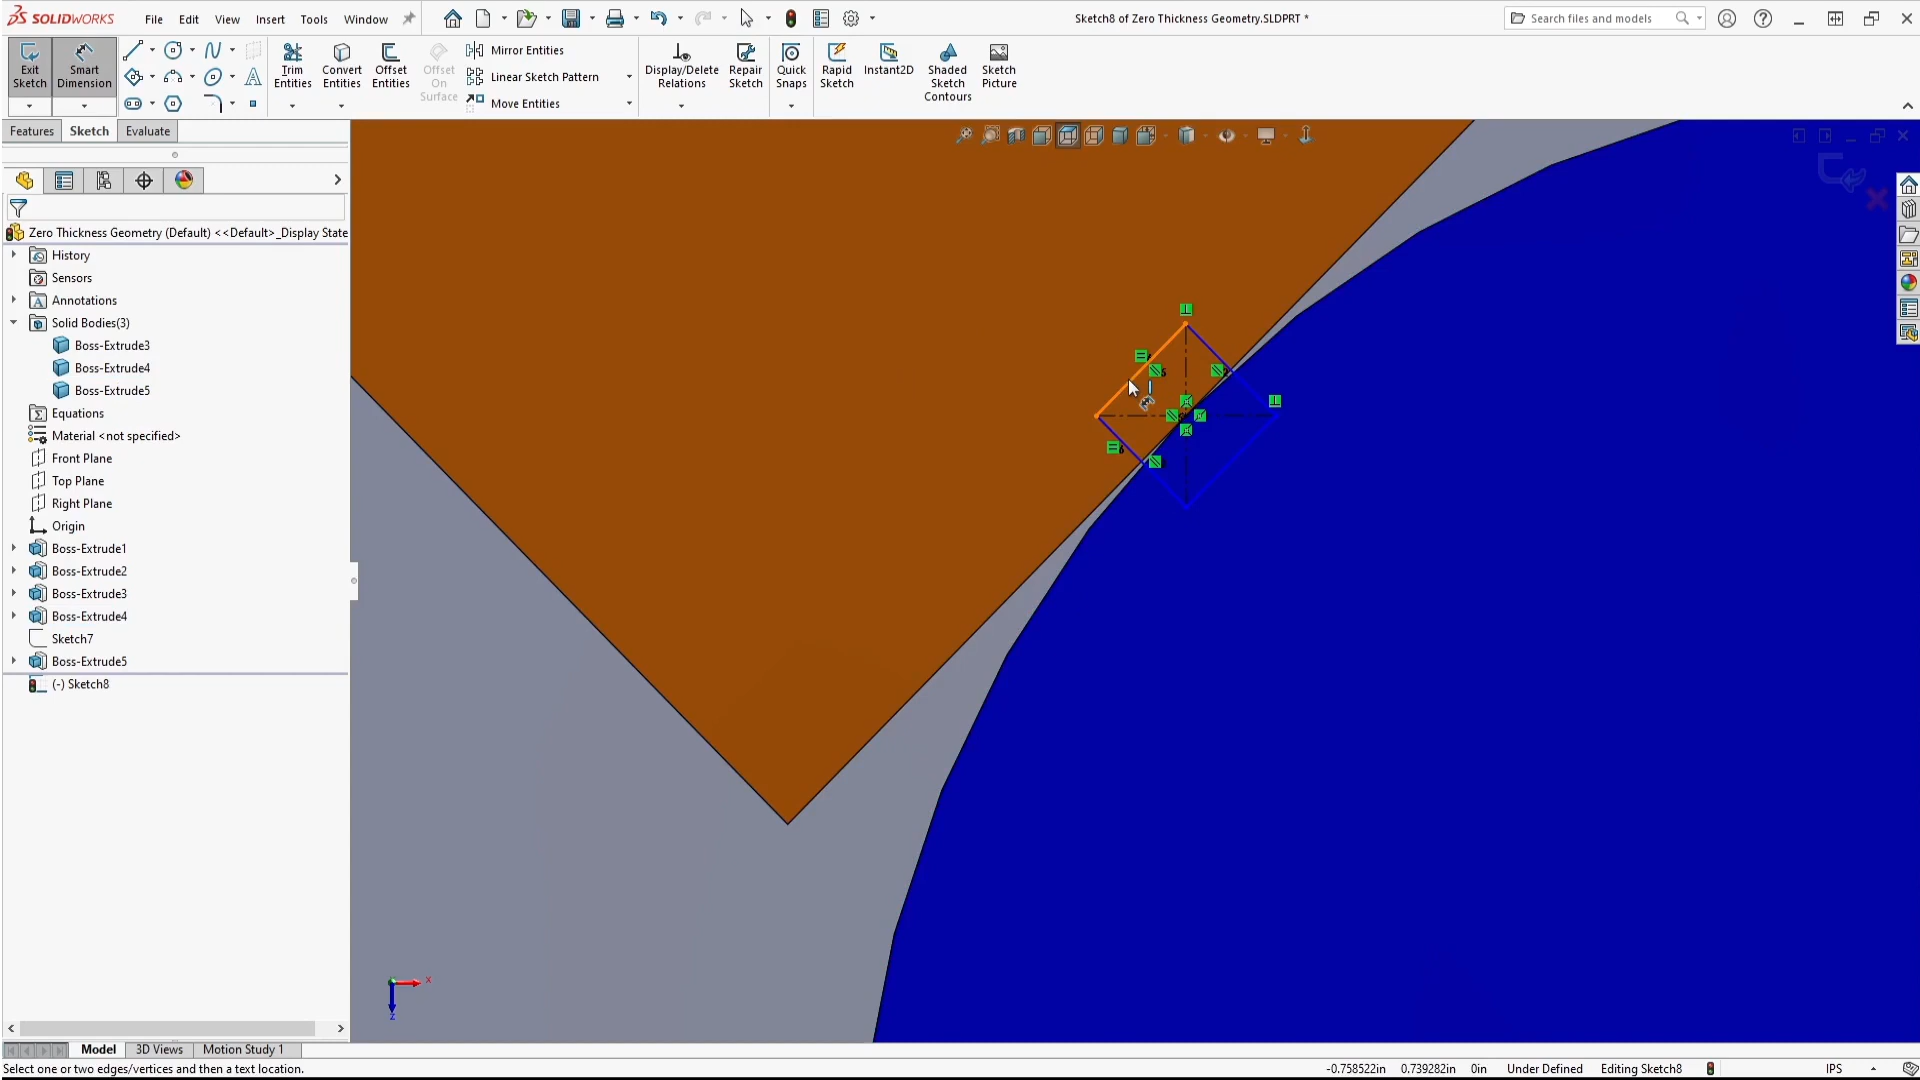 SOLIDWORKS
File Edit View Insert Tools Window
Sketch8 of Zero Thickness Geometry.SLDPRT *
Search files and models
Exit Sketch
Smart Dimension
Trim Entities
Convert Entities
Offset Entities
Offset On Surface
Mirror Entities
Linear Sketch Pattern
Move Entities
Display/Delete Relations
Repair Sketch
Quick Snaps
Rapid Sketch
Instant2D
Shaded Sketch Contours
Sketch Picture
Features Sketch Evaluate
Zero Thickness Geometry (Default) <<Default>_Display State
History
Sensors
Annotations
Solid Bodies(3)
Boss-Extrude3
Boss-Extrude4
Boss-Extrude5
Equations
Material <not specified>
Front Plane
Top Plane
Right Plane
Origin
Boss-Extrude1
Boss-Extrude2
Boss-Extrude3
Boss-Extrude4
Sketch7
Boss-Extrude5
(-) Sketch8
x
z
Model 3D Views Motion Study 1
Select one or two edges/vertices and then a text location.
-0.758522in 0.739282in 0in Under Defined Editing Sketch8 IPS